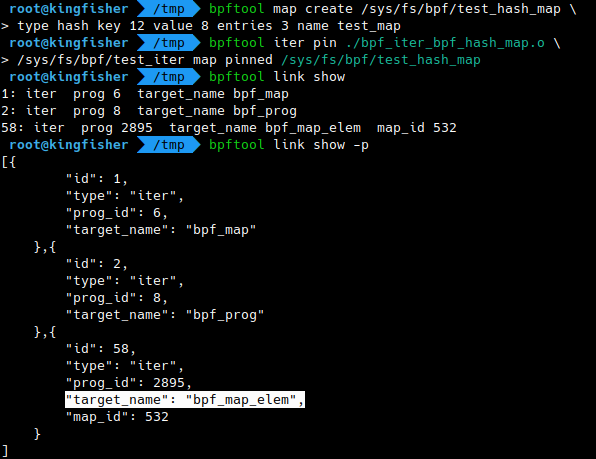 root@kingfisher /tmp bpftool map create /sys/fs/bpf/test_hash_map \
> type hash key 12 value 8 entries 3 name test_map
root@kingfisher /tmp bpftool iter pin ./bpf_iter_bpf_hash_map.o \
> /sys/fs/bpf/test_iter map pinned /sys/fs/bpf/test_hash_map
root@kingfisher /tmp bpftool link show
1: iter  prog 6  target_name bpf_map
2: iter  prog 8  target_name bpf_prog
58: iter  prog 2895  target_name bpf_map_elem  map_id 532
root@kingfisher /tmp bpftool link show -p
[{
        "id": 1,
        "type": "iter",
        "prog_id": 6,
        "target_name": "bpf_map"
    },{
        "id": 2,
        "type": "iter",
        "prog_id": 8,
        "target_name": "bpf_prog"
    },{
        "id": 58,
        "type": "iter",
        "prog_id": 2895,
        "target_name": "bpf_map_elem",
        "map_id": 532
    }
]